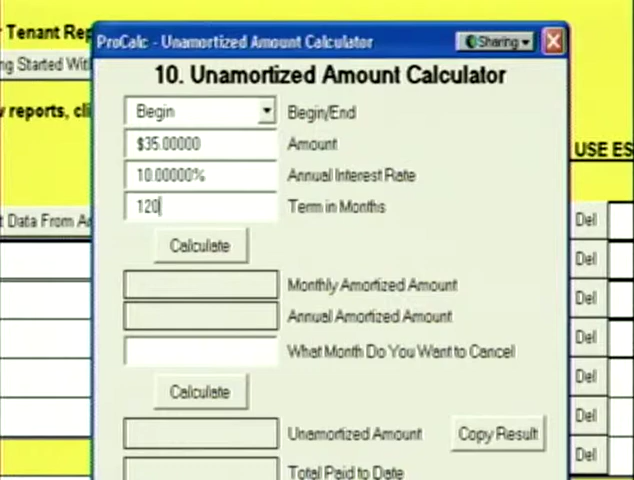 r Tenant Rep
ng Started Wit
ProCalc - Unamortized Amount Calculator
Sharing
10. Unamortized Amount Calculator
w reports, cli
Begin
Begin/End
$35.00000
Amount
USE ES
10.00000%
Annual Interest Rate
120
Term in Months
t Data From A
Del
Calculate
Del
Monthly Amortized Amount
Del
Annual Amortized Amount
Del
What Month Do You Want to Cancel
Del
Calculate
Del
Unamortized Amount
Copy Result
Del
Total Paid to Date